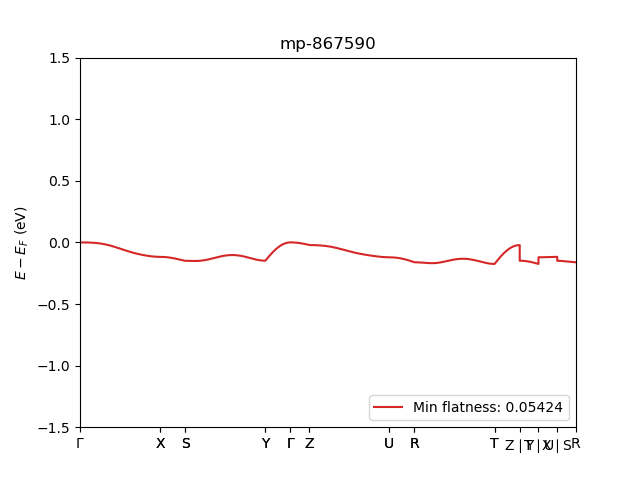 mp-867590
E − E_F (eV)
1.5
1.0
0.5
0.0
−0.5
−1.0
−1.5
Min flatness: 0.05424
Γ X S Y Γ Z U R T Z|T Y|X U|S R